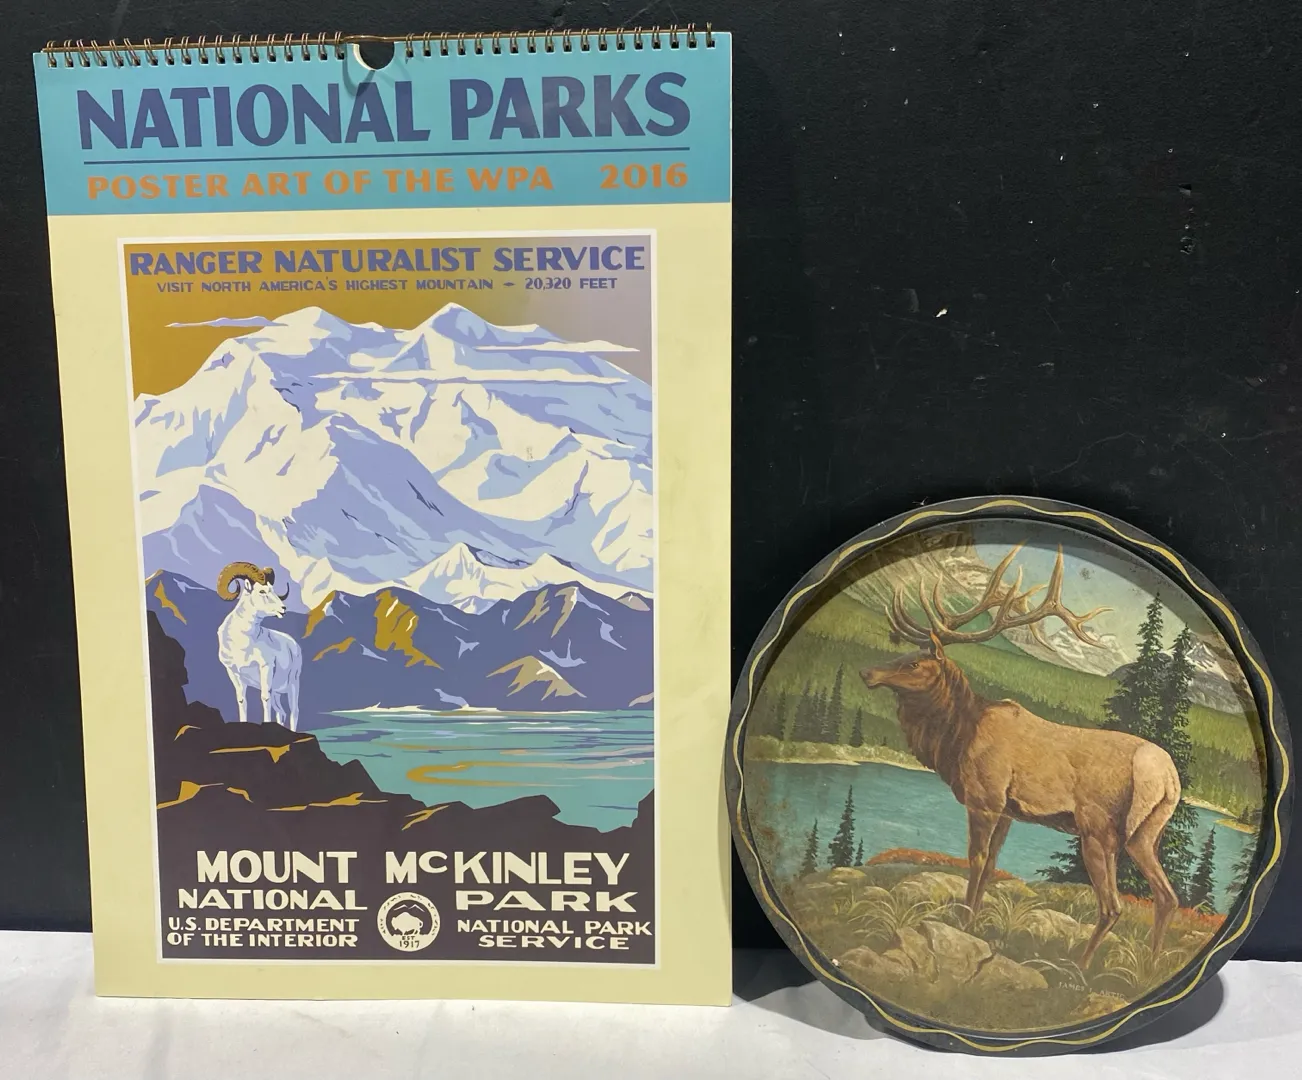 NATIONAL PARKS
POSTER ART OF THE WPA 2016
RANGER NATURALIST SERVICE
VISIT NORTH AMERICA'S HIGHEST MOUNTAIN - 20,320 FEET
MOUNT McKINLEY
NATIONAL PARK
U.S. DEPARTMENT
OF THE INTERIOR
EST
1917
NATIONAL PARK
SERVICE
JAMES